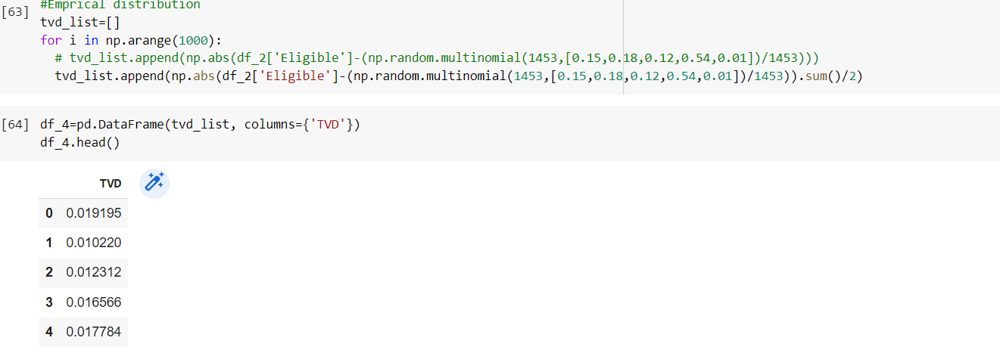 #Emprical distribution
[63] tvd_list=[]
for i in np.arange(1000):
# tvd_list.append(np.abs(df_2['Eligible']-(np.random.multinomial(1453,[0.15,0.18,0.12,0.54,0.01])/1453)))
tvd_list.append(np.abs(df_2['Eligible']-(np.random.multinomial(1453,[0.15,0.18,0.12,0.54,0.01])/1453)).sum()/2)
[64] df_4=pd.DataFrame(tvd_list, columns={'TVD'})
df_4.head()
TVD
0 0.019195
1 0.010220
2 0.012312
3 0.016566
4 0.017784